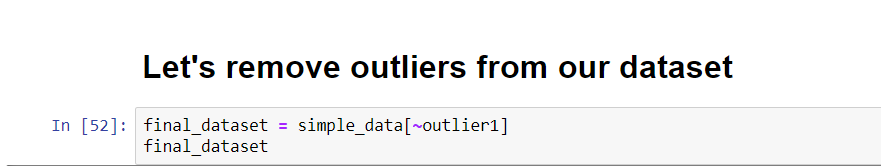 Let's remove outliers from our dataset
In [52]: final_dataset = simple_data[~outlier1]
final_dataset